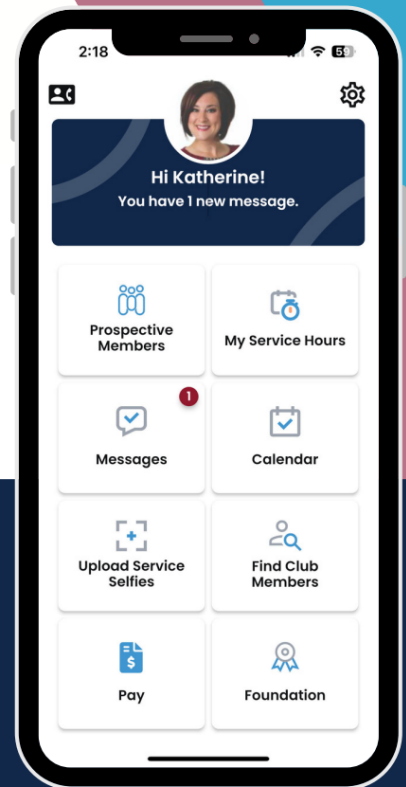 2:18
59
Hi Katherine!
You have 1 new message.
Prospective
Members
My Service Hours
1
Messages
Calendar
Upload Service
Selfies
Find Club
Members
$
Pay
Foundation